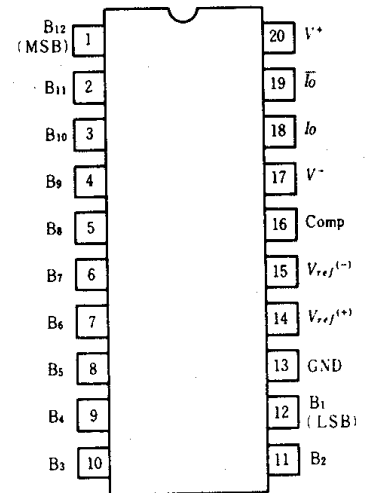 B12 1 20 V+
(MSB)
B11 2 19 I̅o̅
B10 3 18 Io
B9 4 17 V-
B8 5 16 Comp
B7 6 15 Vref(-)
B6 7 14 Vref(+)
B5 8 13 GND
B4 9 12 B1
(LSB)
B3 10 11 B2